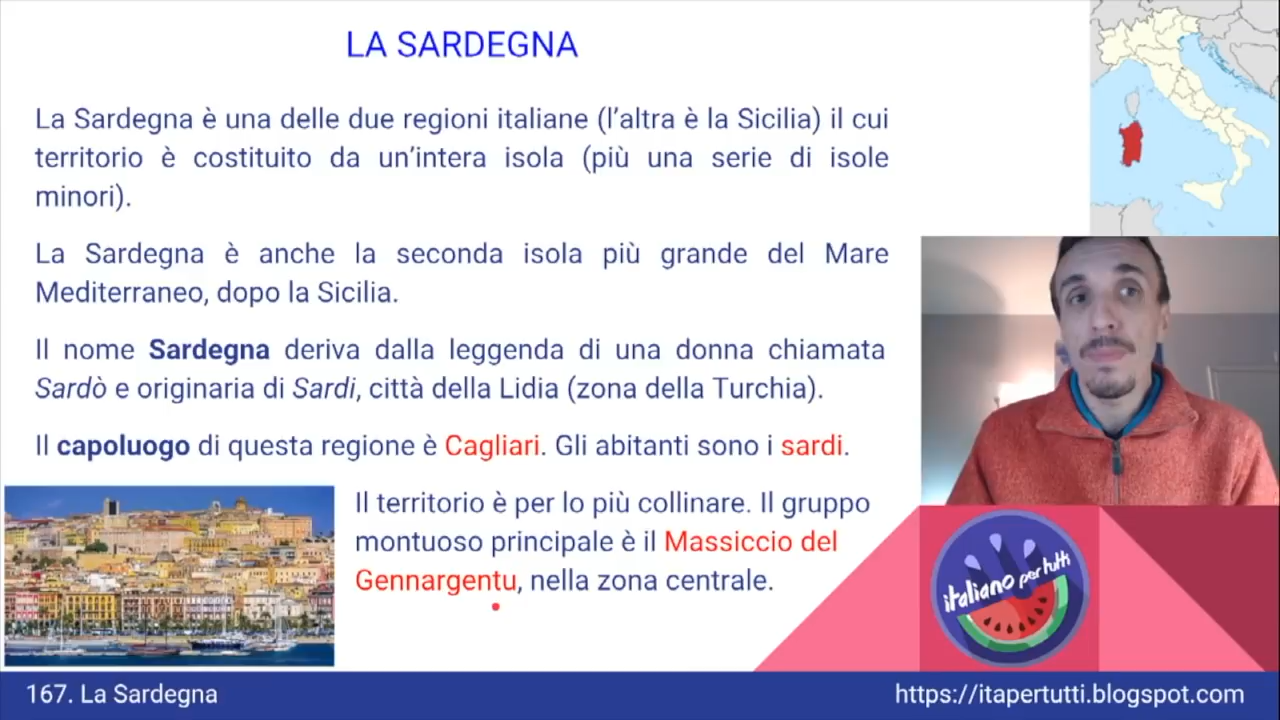 LA SARDEGNA
La Sardegna è una delle due regioni italiane (l'altra è la Sicilia) il cui
territorio è costituito da un'intera isola (più una serie di isole
minori).
La Sardegna è anche la seconda isola più grande del Mare
Mediterraneo, dopo la Sicilia.
Il nome Sardegna deriva dalla leggenda di una donna chiamata
Sardò e originaria di Sardi, città della Lidia (zona della Turchia).
Il capoluogo di questa regione è Cagliari. Gli abitanti sono i sardi.
Il territorio è per lo più collinare. Il gruppo
montuoso principale è il Massiccio del
Gennargentu, nella zona centrale.
italiano per tutti
167. La Sardegna
https://itapertutti.blogspot.com